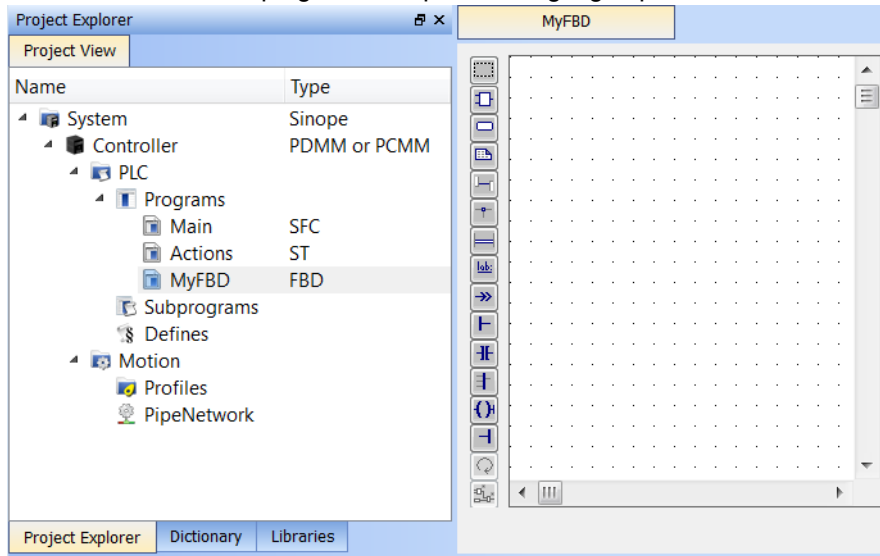 Project Explorer
MyFBD
Project View
Name Type
System Sinope
Controller PDMM or PCMM
PLC
Programs
Main SFC
Actions ST
MyFBD FBD
Subprograms
Defines
Motion
Profiles
PipeNetwork
lab:
Project Explorer Dictionary Libraries